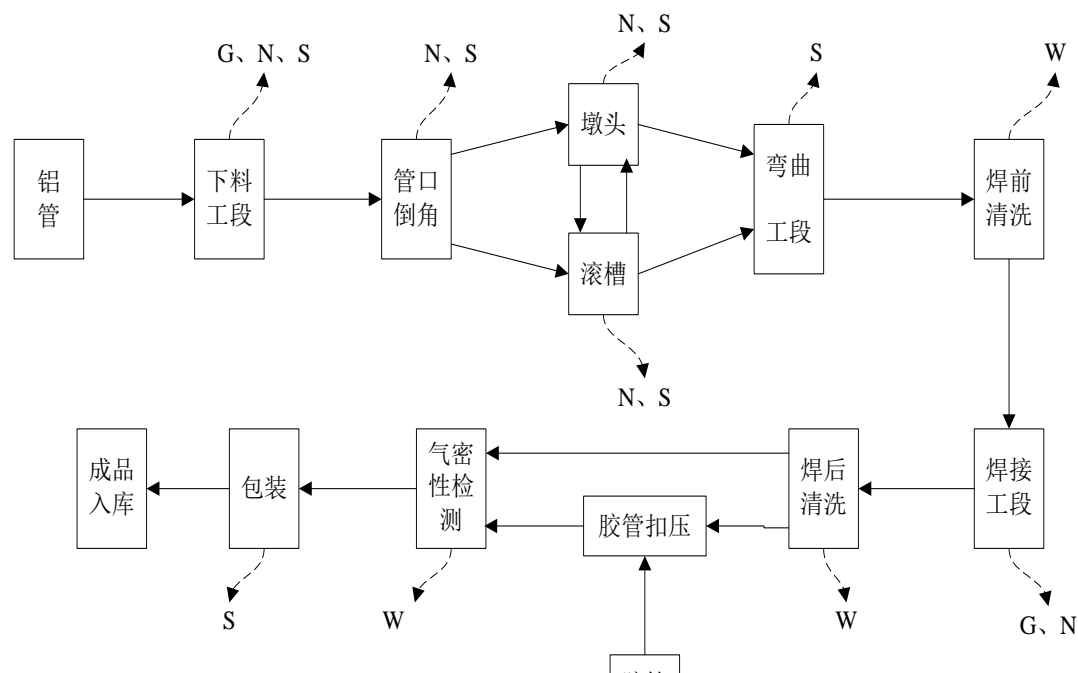 G、N、S
N、S
N、S
S
W
铝
管
下料
工段
管口
倒角
墩头
滚槽
弯曲
工段
焊前
清洗
N、S
成品
入库
包装
气密
性检
测
胶管扣压
焊后
清洗
焊接
工段
S
W
W
G、N